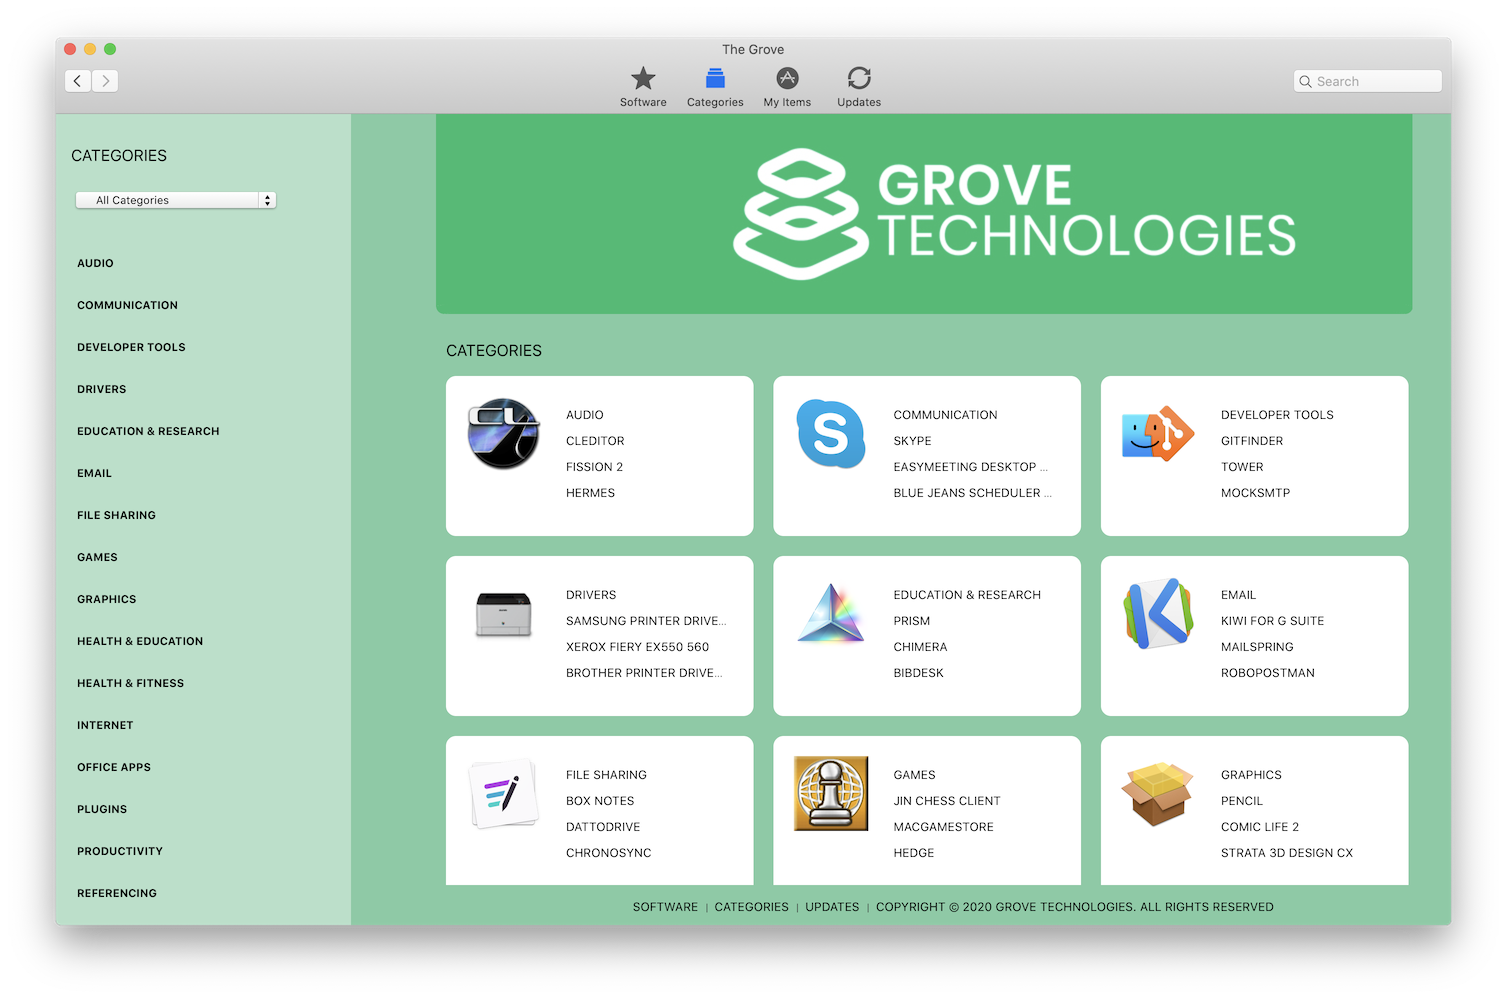 The Grove
Software
Categories
My Items
Updates
Search
CATEGORIES
All Categories
AUDIO
COMMUNICATION
DEVELOPER TOOLS
DRIVERS
EDUCATION & RESEARCH
EMAIL
FILE SHARING
GAMES
GRAPHICS
HEALTH & EDUCATION
HEALTH & FITNESS
INTERNET
OFFICE APPS
PLUGINS
PRODUCTIVITY
REFERENCING
GROVE
TECHNOLOGIES
CATEGORIES
AUDIO
CLEDITOR
FISSION 2
HERMES
COMMUNICATION
SKYPE
EASYMEETING DESKTOP ...
BLUE JEANS SCHEDULER ...
DEVELOPER TOOLS
GITFINDER
TOWER
MOCKSMTP
DRIVERS
SAMSUNG PRINTER DRIVE...
XEROX FIERY EX550 560
BROTHER PRINTER DRIVE...
EDUCATION & RESEARCH
PRISM
CHIMERA
BIBDESK
EMAIL
KIWI FOR G SUITE
MAILSPRING
ROBOPOSTMAN
FILE SHARING
BOX NOTES
DATTODRIVE
CHRONOSYNC
GAMES
JIN CHESS CLIENT
MACGAMESTORE
HEDGE
GRAPHICS
PENCIL
COMIC LIFE 2
STRATA 3D DESIGN CX
SOFTWARE | CATEGORIES | UPDATES | COPYRIGHT © 2020 GROVE TECHNOLOGIES. ALL RIGHTS RESERVED